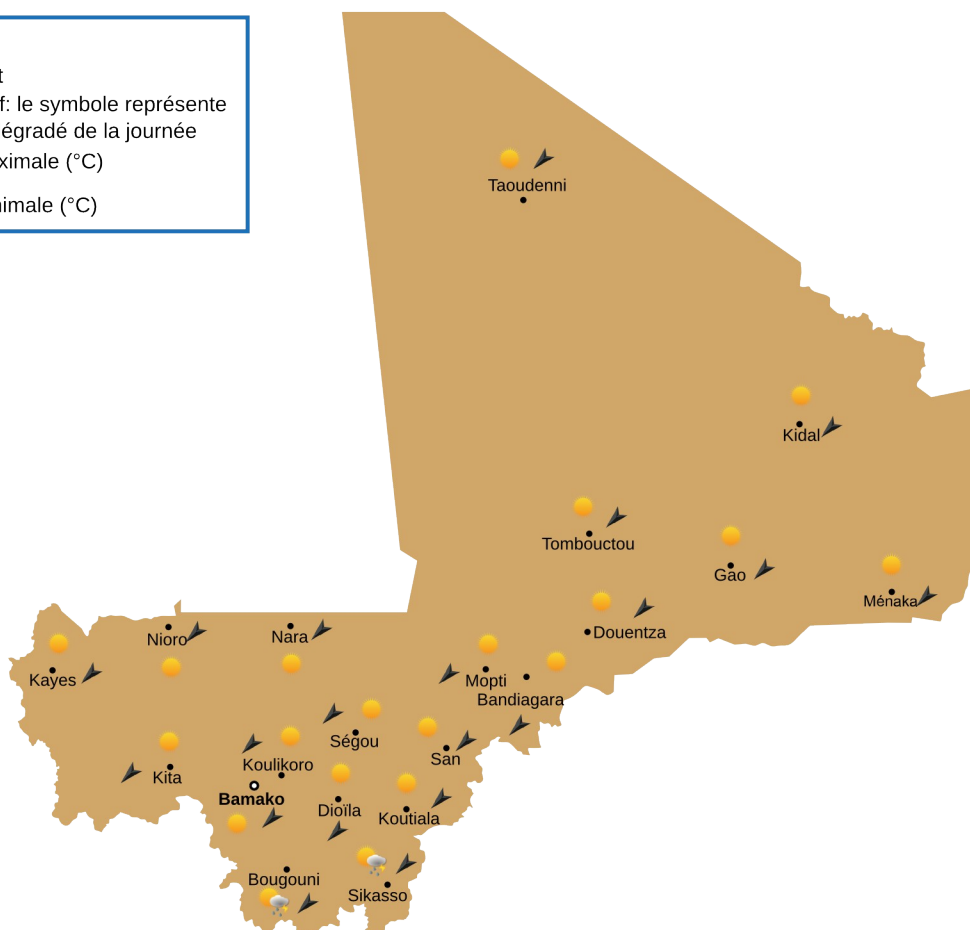 t
f: le symbole représente
égradé de la journée
ximale (°C)
nimale (°C)
Taoudenni
Kidal
Tombouctou
Gao
Ménaka
Douentza
Nioro
Nara
Kayes
Mopti
Bandiagara
Ségou
San
Koulikoro
Kita
Bamako
Dioïla
Koutiala
Bougouni
Sikasso